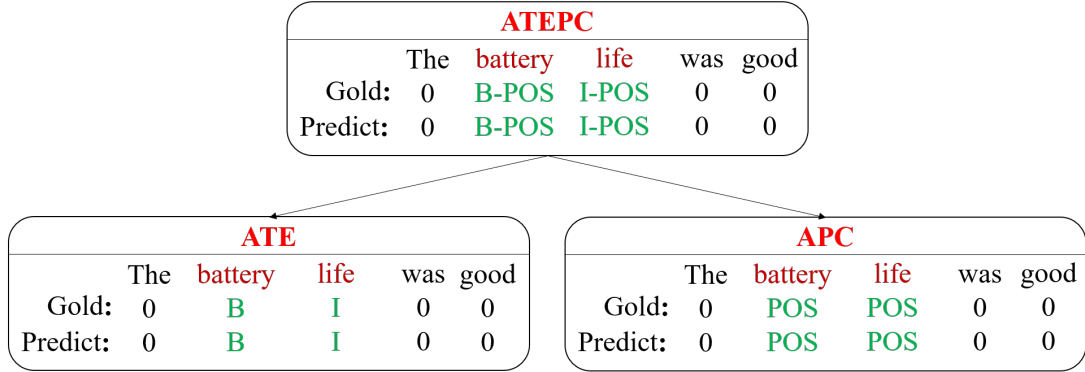 ATEPC
The battery life was good
Gold: 0 B-POS I-POS 0 0
Predict: 0 B-POS I-POS 0 0
ATE
The battery life was good
Gold: 0 B I 0 0
Predict: 0 B I 0 0
APC
The battery life was good
Gold: 0 POS POS 0 0
Predict: 0 POS POS 0 0